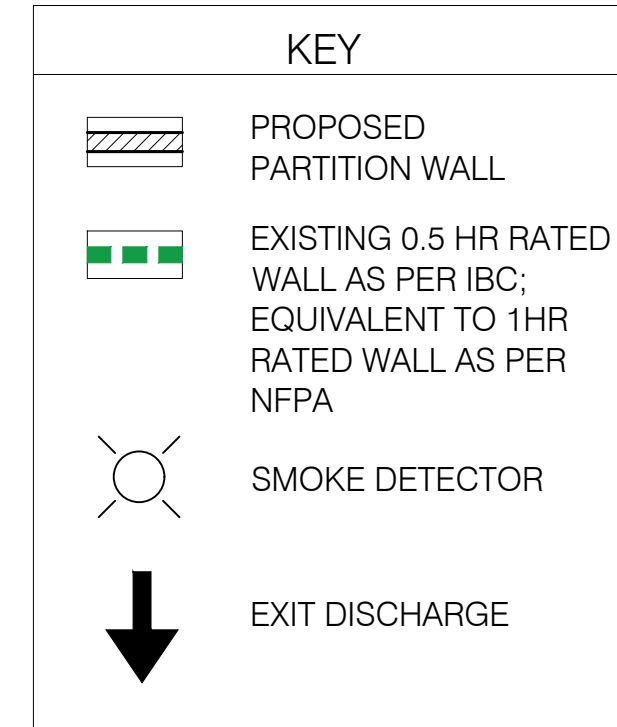 KEY
PROPOSED
PARTITION WALL
EXISTING 0.5 HR RATED
WALL AS PER IBC;
EQUIVALENT TO 1HR
RATED WALL AS PER
NFPA
SMOKE DETECTOR
EXIT DISCHARGE